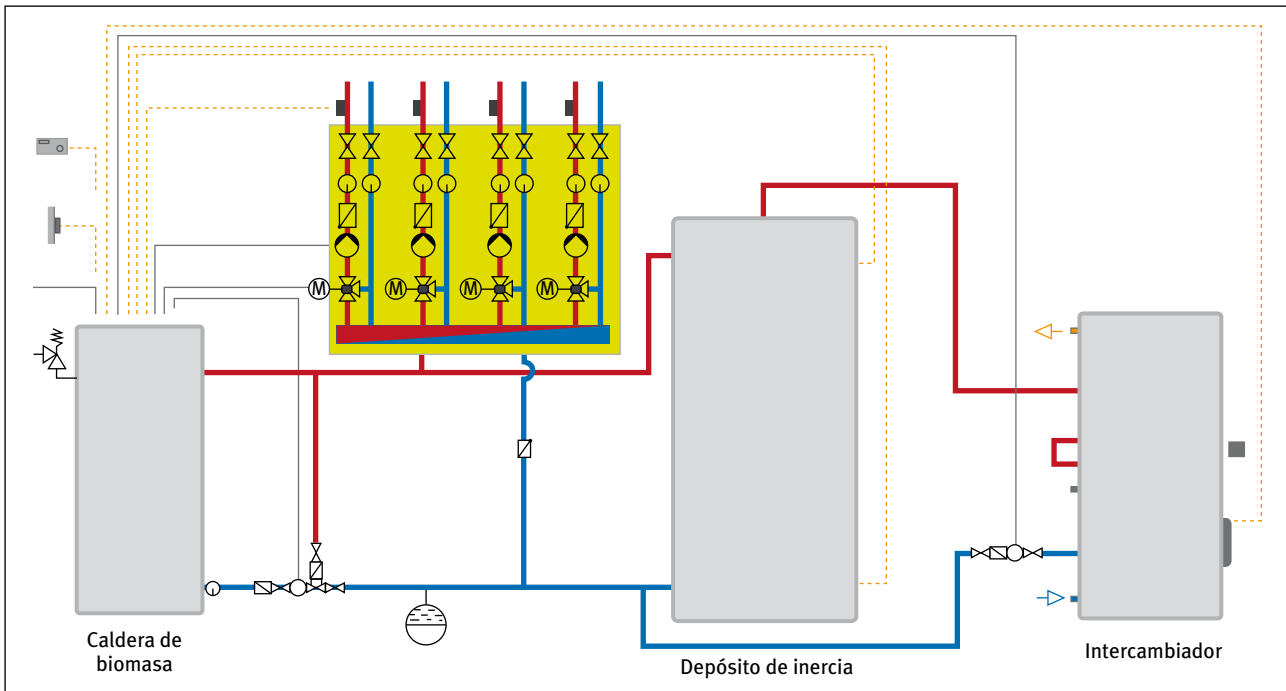 M
M
M
M
Caldera de
biomasa
Depósito de inercia
Intercambiador